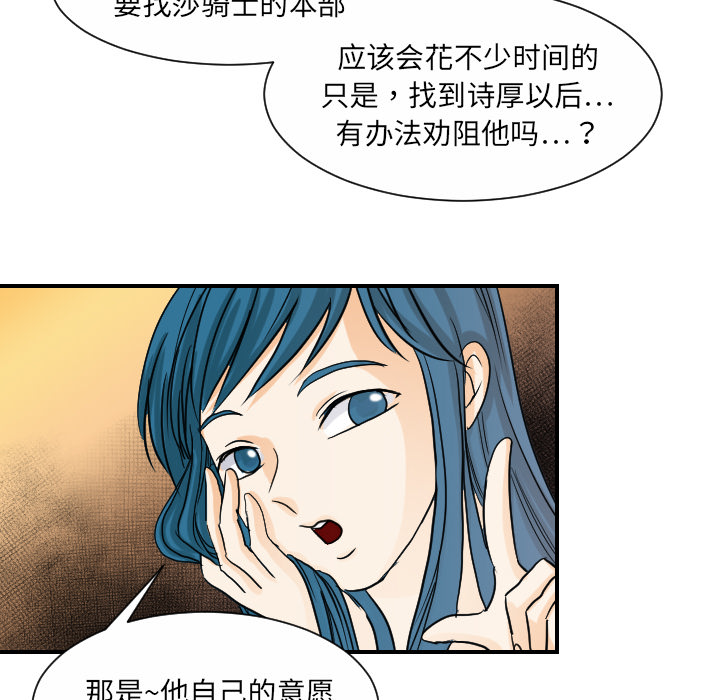 要找莎骑士的本部
应该会花不少时间的
只是，找到诗厚以后...
有办法劝阻他吗...？
那是~他自己的意愿